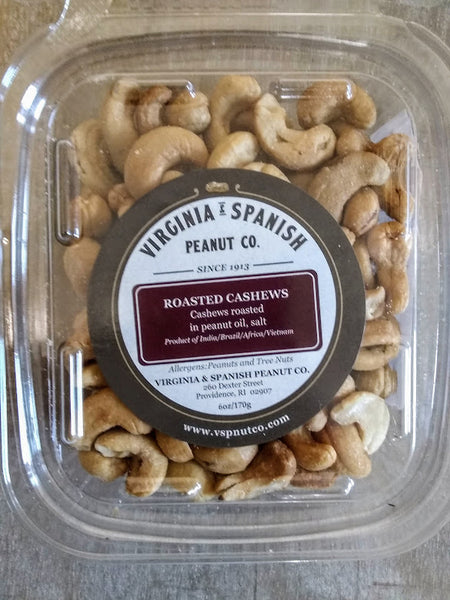 VIRGINIA & SPANISH
PEANUT CO.
SINCE 1913
ROASTED CASHEWS
Cashews roasted
in peanut oil, salt
Product of India/Brazil/Africa/Vietnam
Allergens:Peanuts and Tree Nuts
VIRGINIA & SPANISH PEANUT CO.
260 Dexter Street
Providence, RI 02907
6oz/170g
www.vspnutco.com